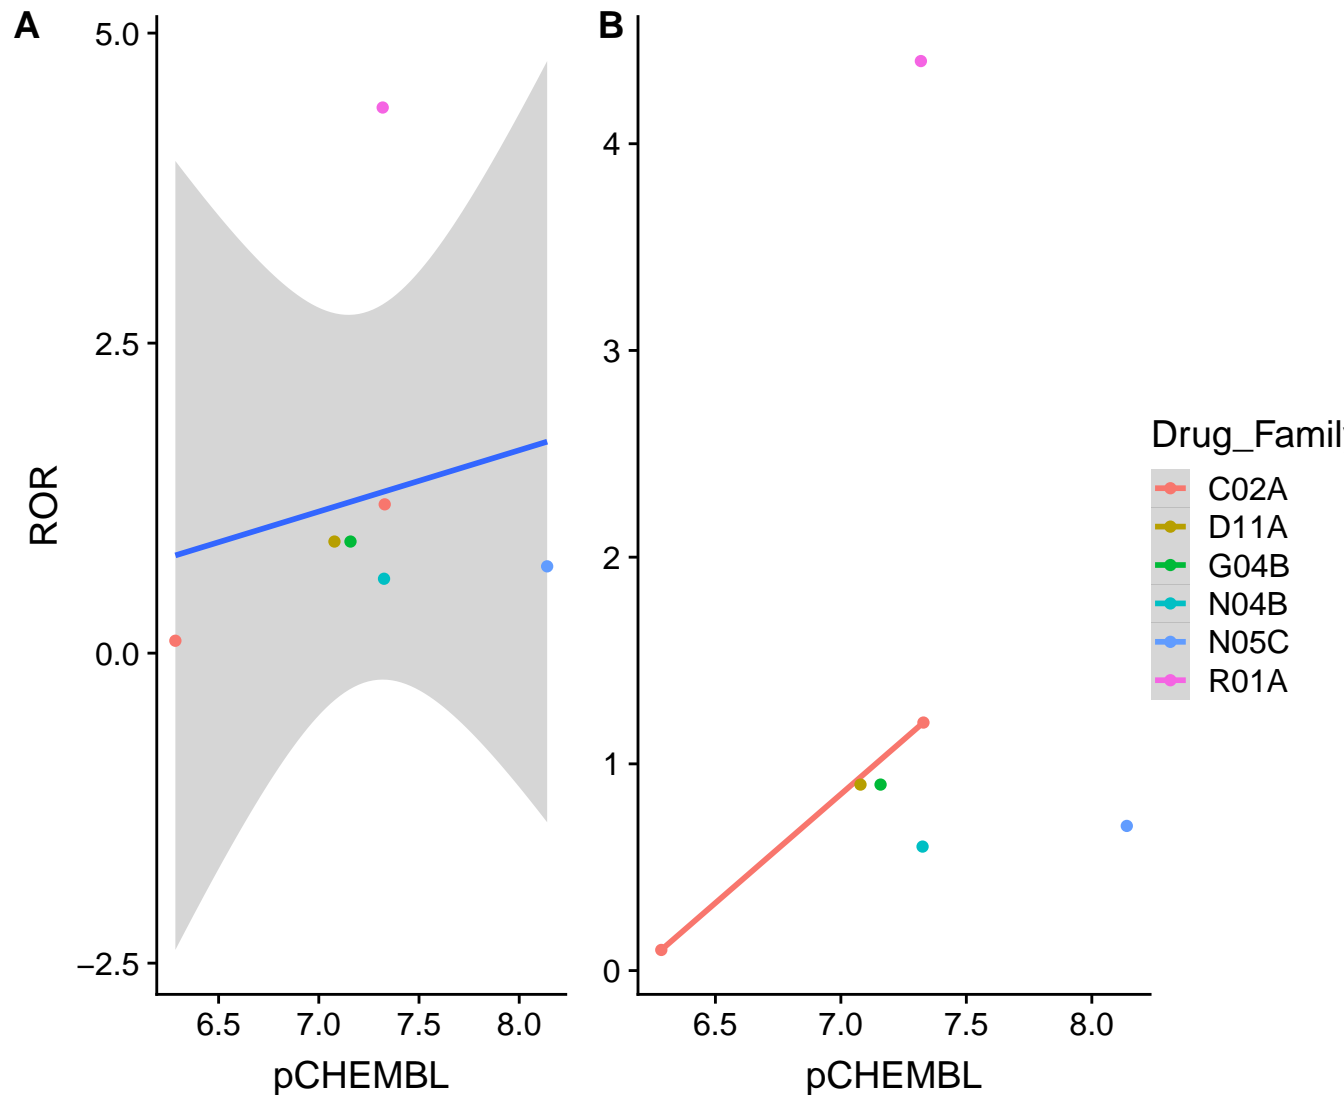 A
B
5.0
2.5
0.0
−2.5
ROR
6.5 7.0 7.5 8.0
pCHEMBL
4
3
2
1
0
6.5 7.0 7.5 8.0
pCHEMBL
Drug_Famil
C02A
D11A
G04B
N04B
N05C
R01A